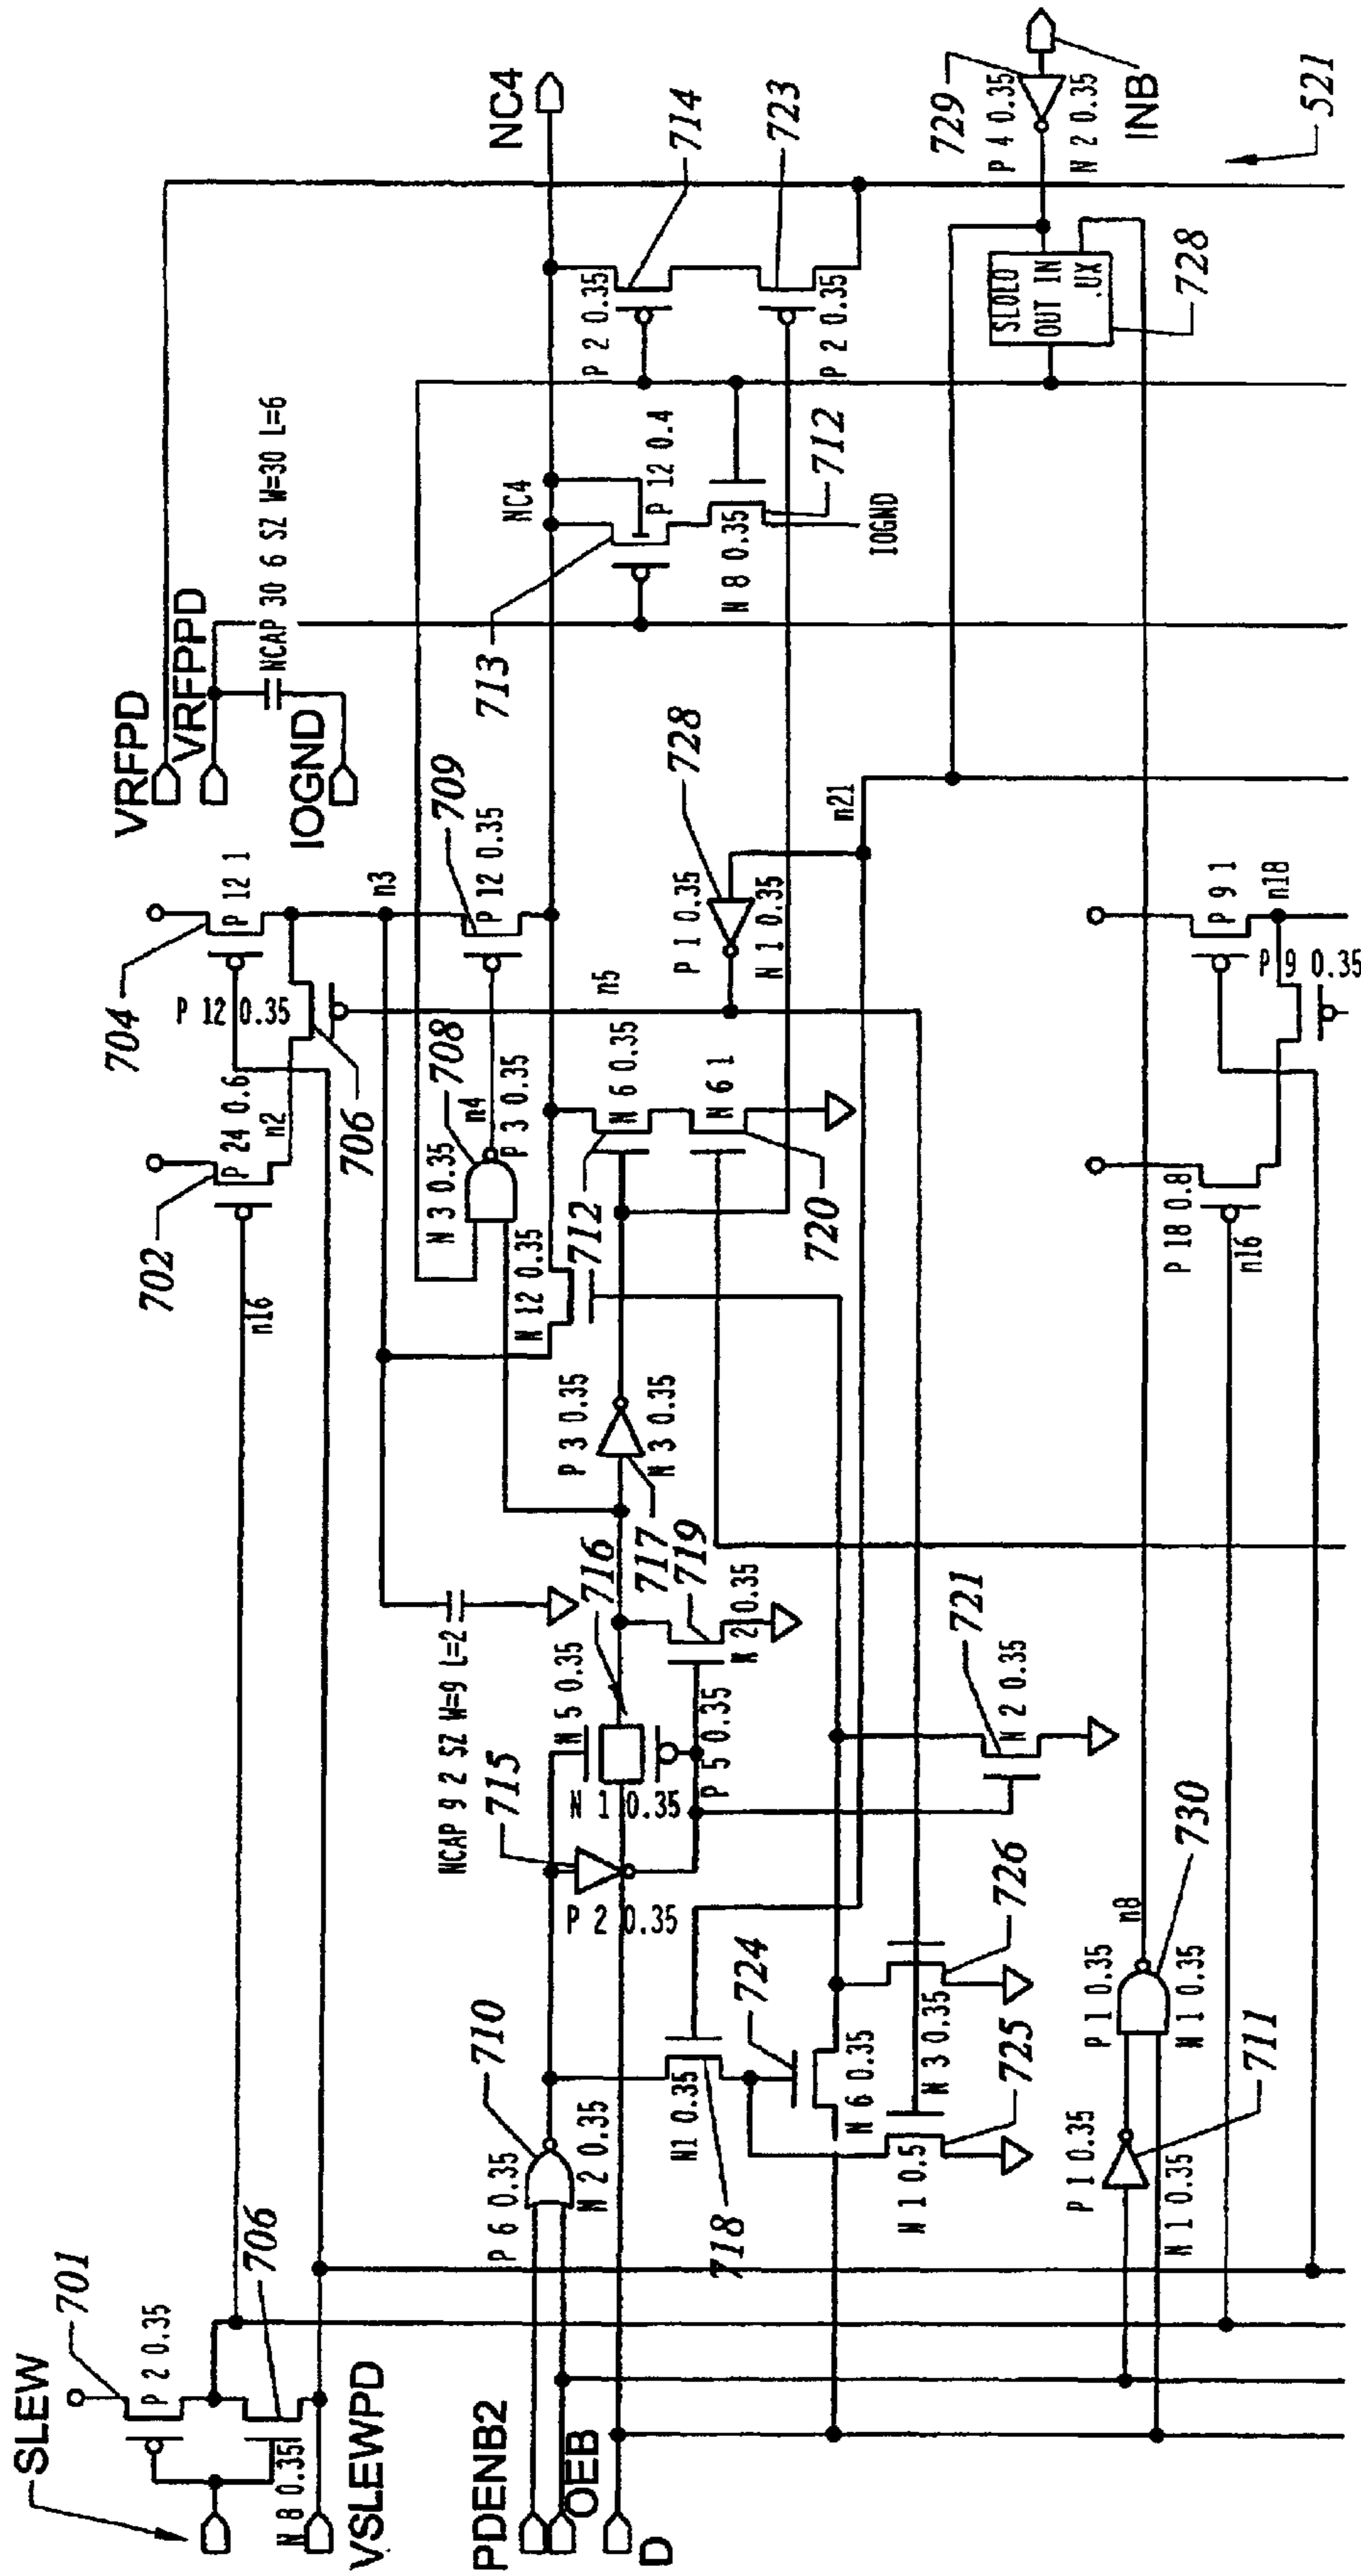 SLEW
701
P 2 0.35
706
N 8 0.35
VSLEWPD
PDENB2
OEB
D
P 6 0.35
710
N 2 0.35
N1 0.35
718
724
N 6 0.35
N 1 0.5
725
N 3 0.35
726
P 1 0.35
N 1 0.35
711
P 1 0.35
N 1 0.35
730
n8
715
P 2 0.35
N 1 0.35
N 5 0.35
716
P 5 0.35
NCAP 9 2 SZ W=9 L=2
717
719
N 2 0.35
721
P 3 0.35
N 3 0.35
n16
702
P 24 0.6
n2
704
P 12 1
P 12 0.35
706
n3
N 3 0.35
708
n4
P 3 0.35
709
P 12 0.35
N 12 0.35
712
N 6 0.35
N 6 1
720
n5
728
P 1 0.35
N 1 0.35
n21
P 18 0.8
n16
P 9 1
n18
P 9 0.35
VRFPD
VRFPPD
IOGND
NCAP 30 6 SZ W=30 L=6
713
NC4
P 12 0.4
N 8 0.35
712
IOGND
P 2 0.35
714
723
P 2 0.35
NC4
SLOLO
OUT IN
.UX
728
729
P 4 0.35
N 2 0.35
INB
521